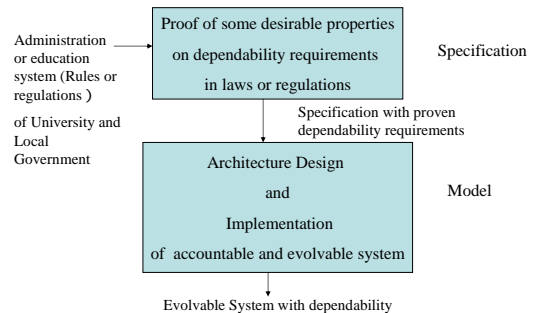 Administration
or education
system (Rules or
regulations )
of University and
Local
Government
Proof of some desirable properties
on dependability requirements
in laws or regulations
Specification
Specification with proven
dependability requirements
Architecture Design
and
Implementation
of accountable and evolvable system
Model
Evolvable System with dependability